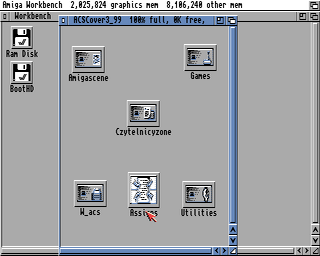 Amiga Workbench  2,025,824 graphics mem  8,106,240 other mem
Workbench
ACSCover3_99  100% full, 0K free,
Ram Disk
BootHD
Amigascene
Games
Czytelnicyzone
W_acs
Assigns
Utilities